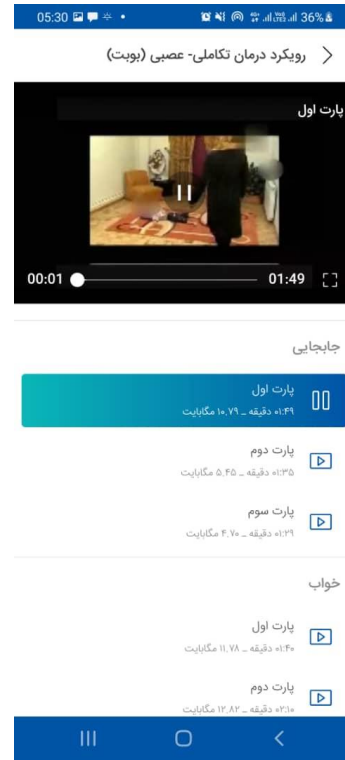 05:30
36%
رویکرد درمان تکاملی- عصبی (بوبت)
پارت اول
00:01
01:49
جابجایی
پارت اول
۰۱:۴۹ دقیقه _ ۱۰.۷۹ مگابایت
پارت دوم
۰۱:۳۵ دقیقه _ ۵.۴۵ مگابایت
پارت سوم
۰۱:۲۹ دقیقه _ ۴.۷۰ مگابایت
خواب
پارت اول
۰۱:۴۰ دقیقه _ ۱۱.۷۸ مگابایت
پارت دوم
۰۲:۱۰ دقیقه _ ۱۲.۸۲ مگابایت